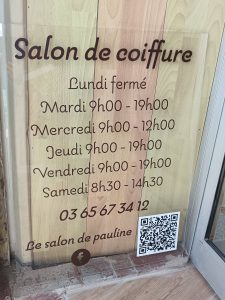 Salon de coiffure
Lundi fermé
Mardi 9h00 - 19h00
Mercredi 9h00 - 12h00
Jeudi 9h00 - 19h00
Vendredi 9h00 - 19h00
Samedi 8h30 - 14h30
03 65 67 34 12
Le salon de pauline
f